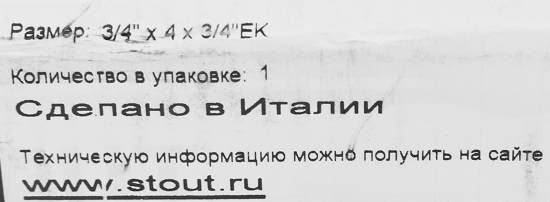 Размер: 3/4" x 4 x 3/4"EK
Количество в упаковке: 1
Сделано в Италии
Техническую информацию можно получить на сайте
www.stout.ru